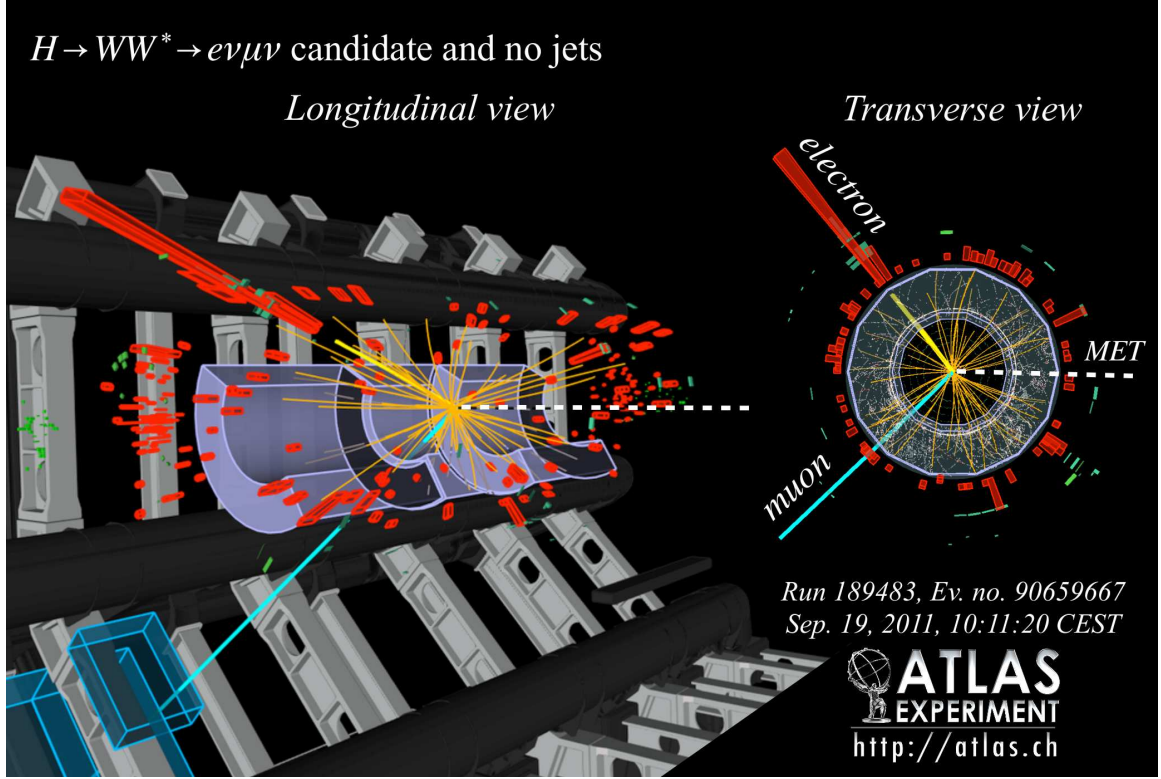 H → WW* → eνμν candidate and no jets
Longitudinal view
Transverse view
electron
MET
muon
Run 189483, Ev. no. 90659667
Sep. 19, 2011, 10:11:20 CEST
ATLAS
EXPERIMENT
http://atlas.ch